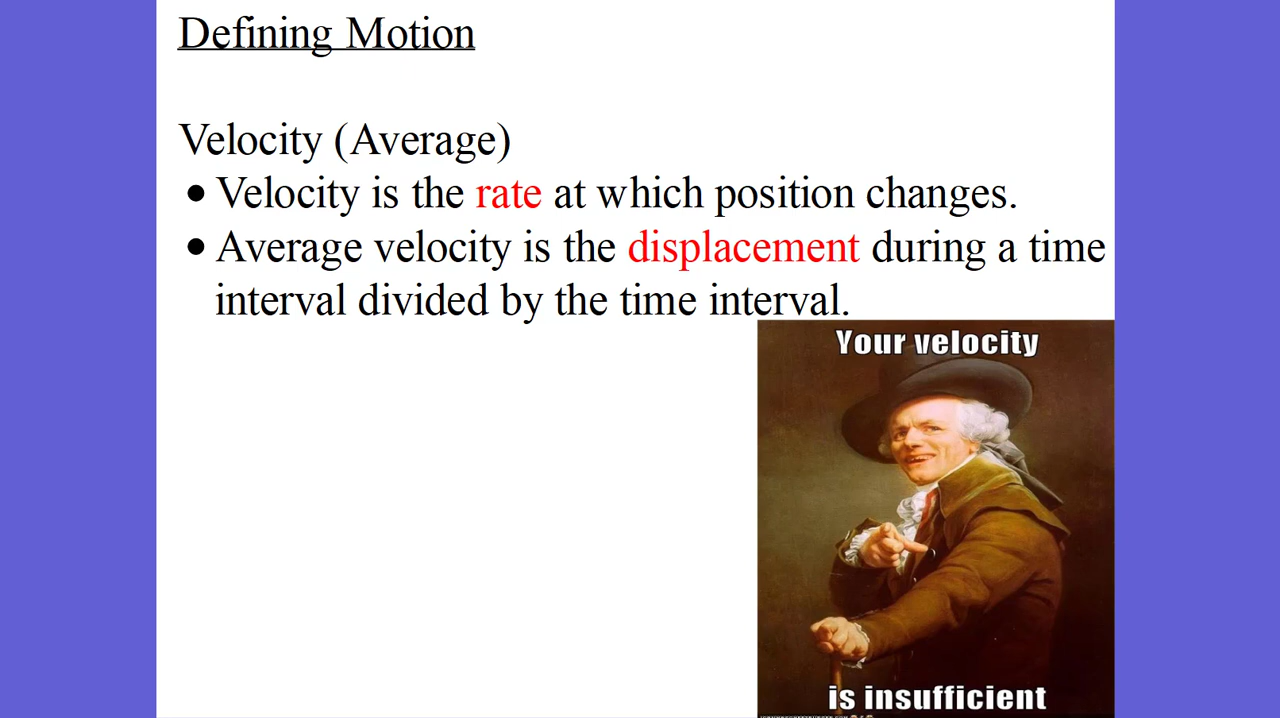 Defining Motion
Velocity (Average)
• Velocity is the rate at which position changes.
• Average velocity is the displacement during a time
interval divided by the time interval.
Your velocity
is insufficient